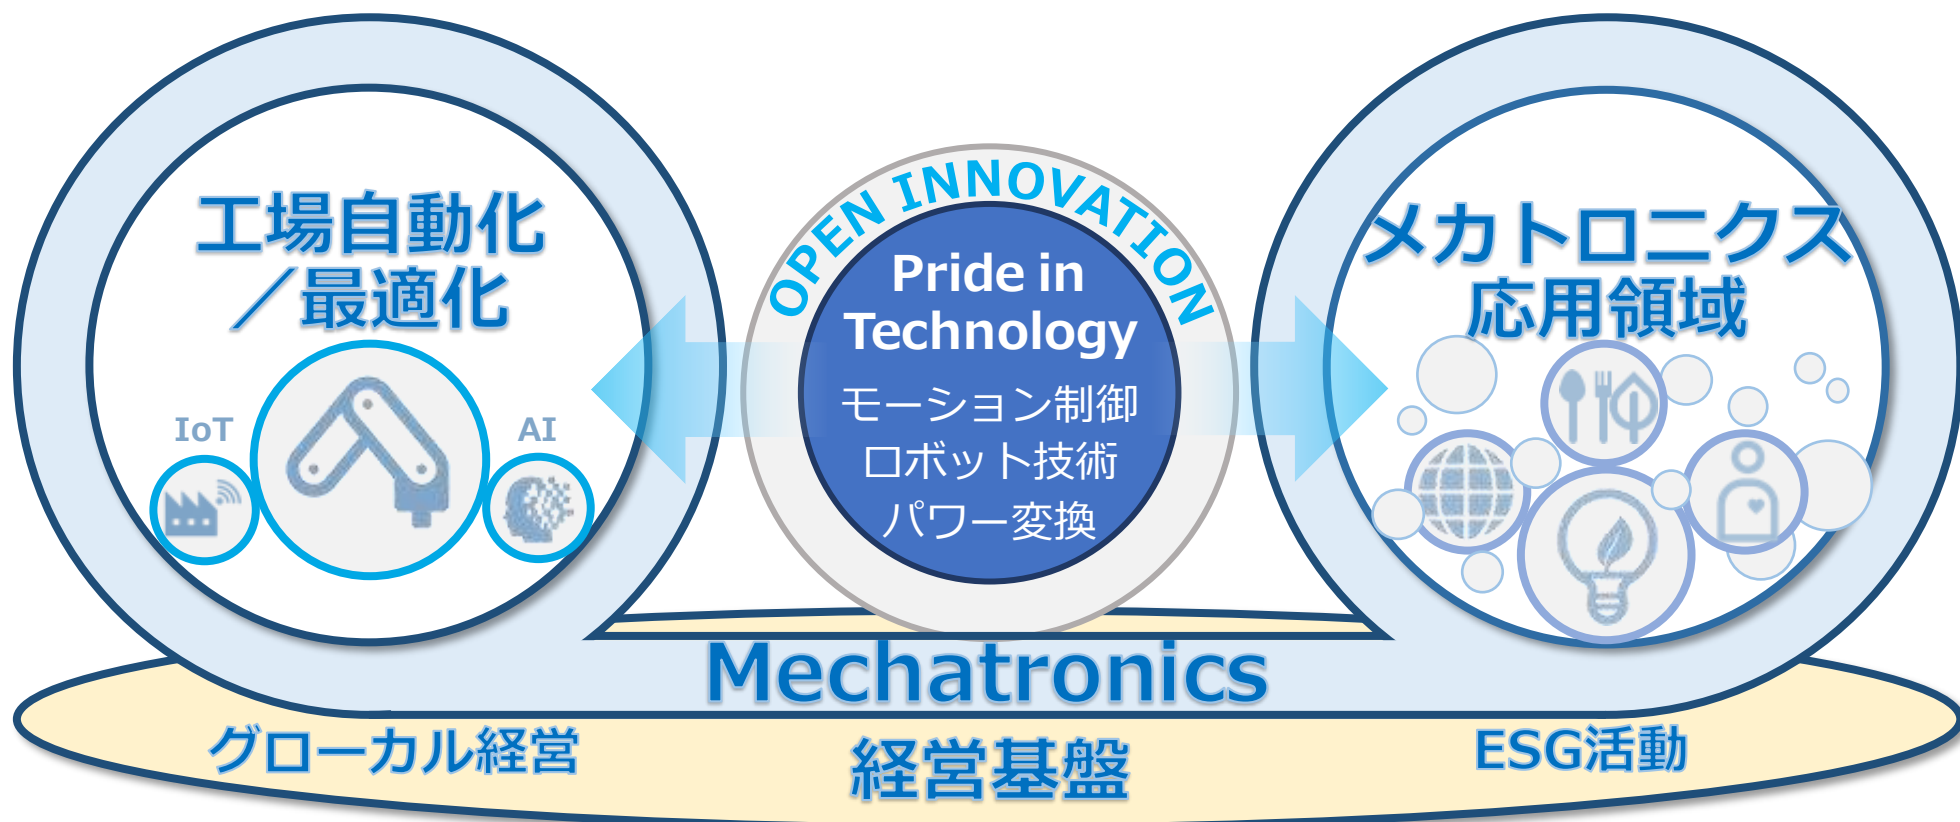 工場自動化
／最適化
IoT
AI
OPEN INNOVATION
Pride in
Technology
モーション制御
ロボット技術
パワー変換
メカトロニクス
応用領域
Mechatronics
グローカル経営
経営基盤
ESG活動